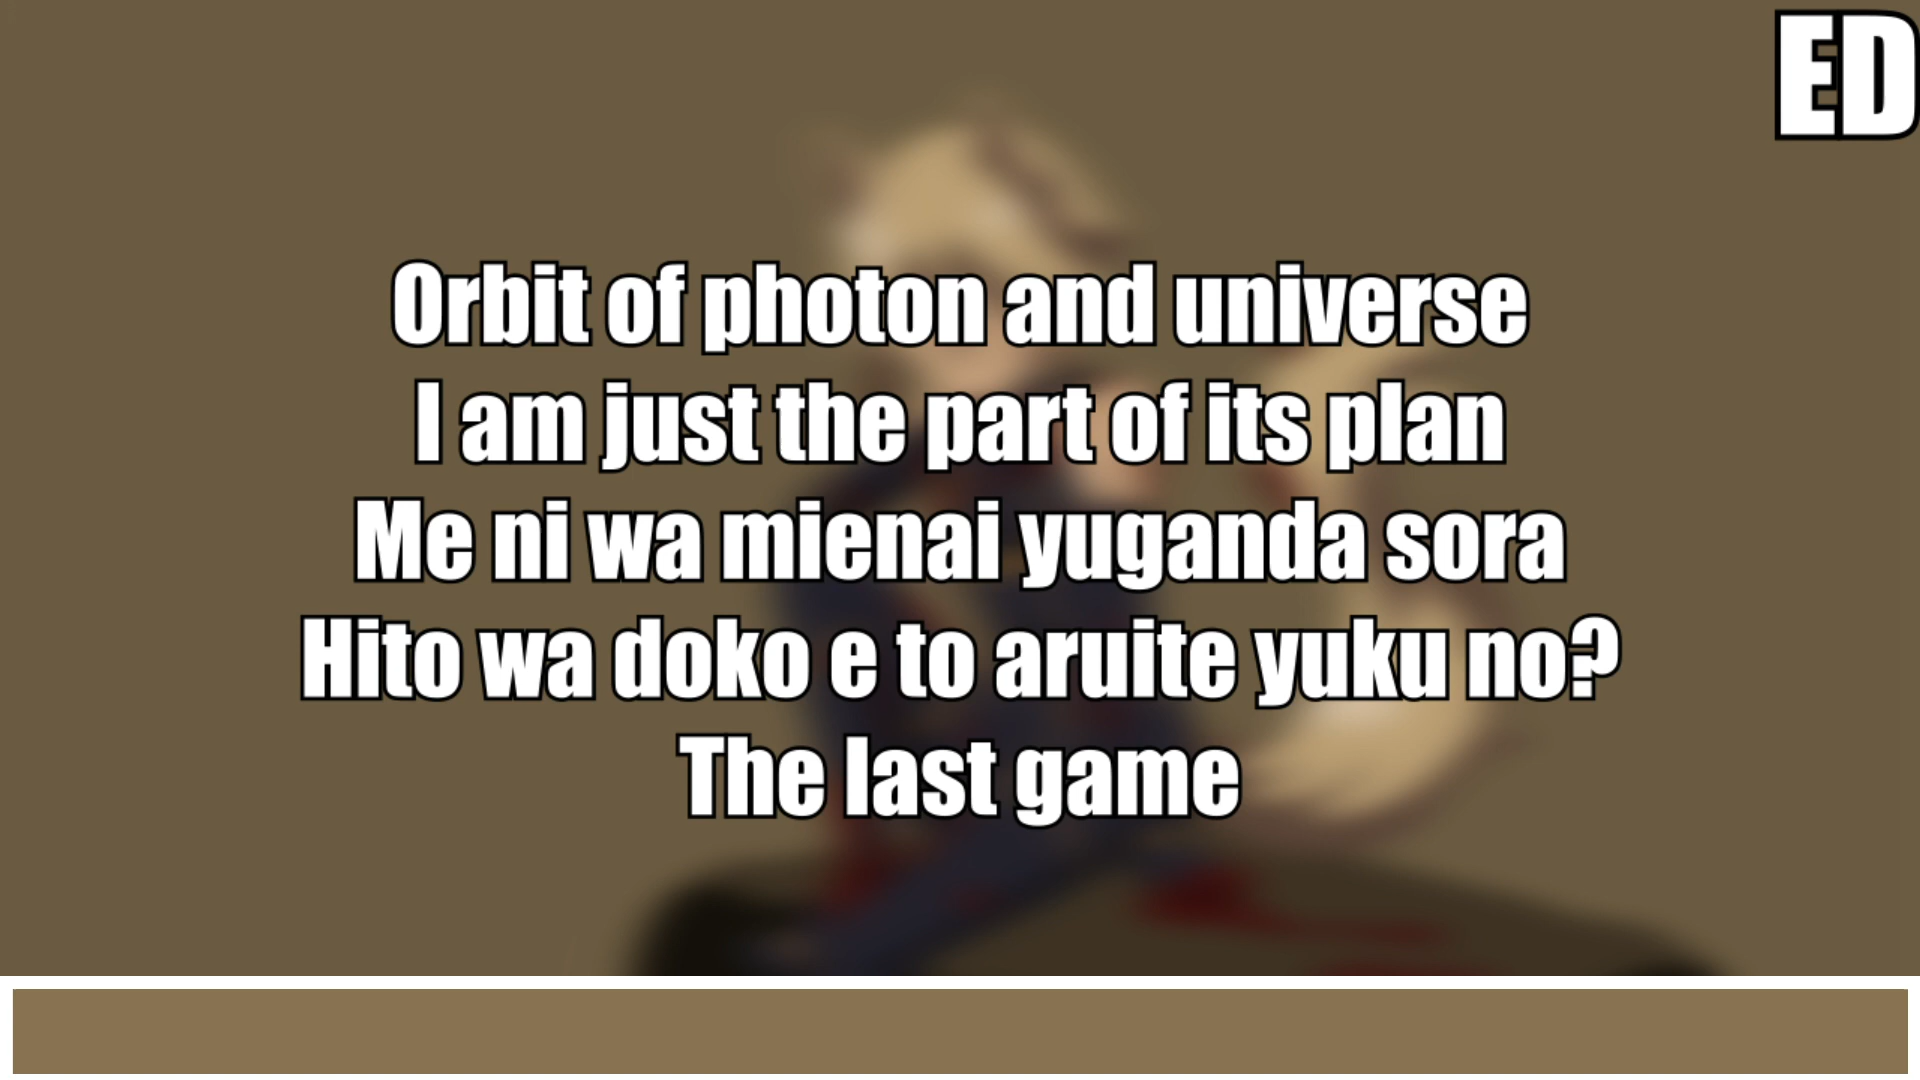 ED
Orbit of photon and universe
I am just the part of its plan
Me ni wa mienai yuganda sora
Hito wa doko e to aruite yuku no?
The last game